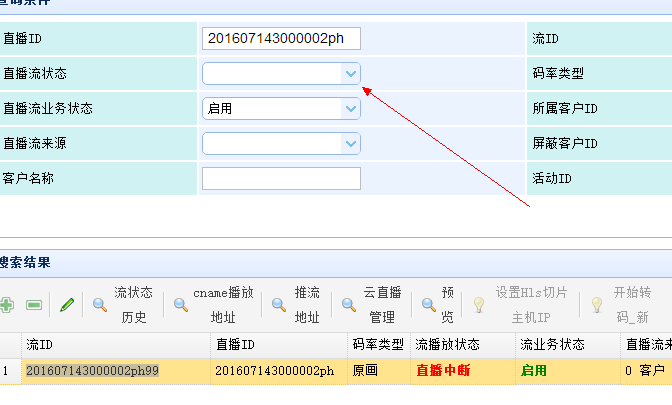 查询条件
直播ID 201607143000002ph 流ID
直播流状态 码率类型
直播流业务状态 启用 所属客户ID
直播流来源 屏蔽客户ID
客户名称 活动ID
搜索结果
流状态历史 cname播放地址 推流地址 云直播管理 预览 设置Hls切片主机IP 开始转码_新
流ID 直播ID 码率类型 流播放状态 流业务状态 直播流来
1 201607143000002ph99 201607143000002ph 原画 直播中断 启用 0 客户